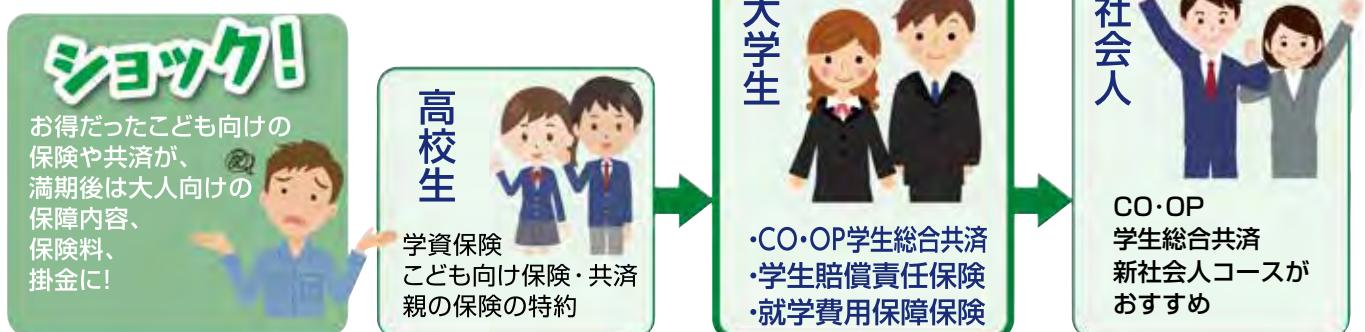 ショック!
お得だったこども向けの
保険や共済が、
満期後は大人向けの
保障内容、
保険料、
掛金に!
高校生
学資保険
こども向け保険・共済
親の保険の特約
大学生
・CO・OP学生総合共済
・学生賠償責任保険
・就学費用保障保険
社会人
CO・OP
学生総合共済
新社会人コースが
おすすめ